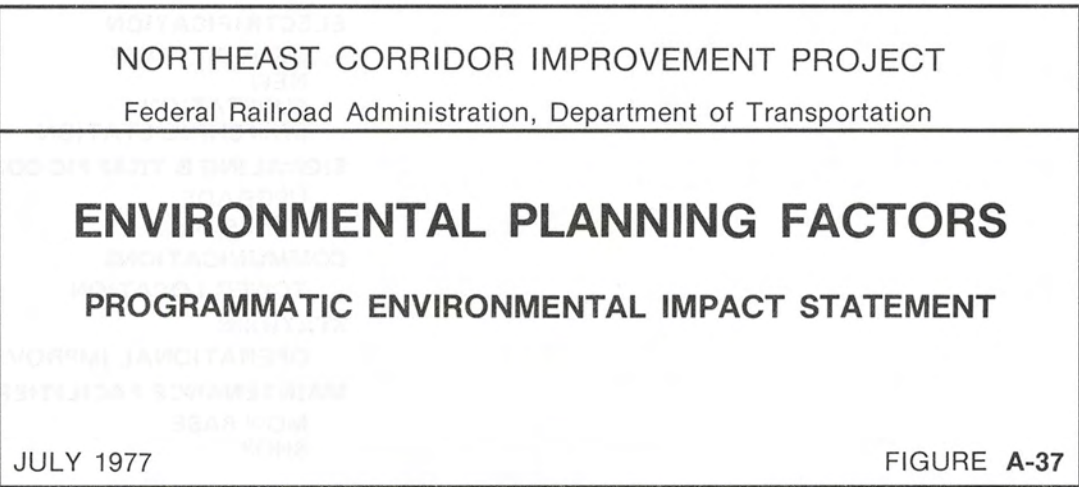 NORTHEAST CORRIDOR IMPROVEMENT PROJECT
Federal Railroad Administration, Department of Transportation
ENVIRONMENTAL PLANNING FACTORS
PROGRAMMATIC ENVIRONMENTAL IMPACT STATEMENT
JULY 1977
FIGURE A-37